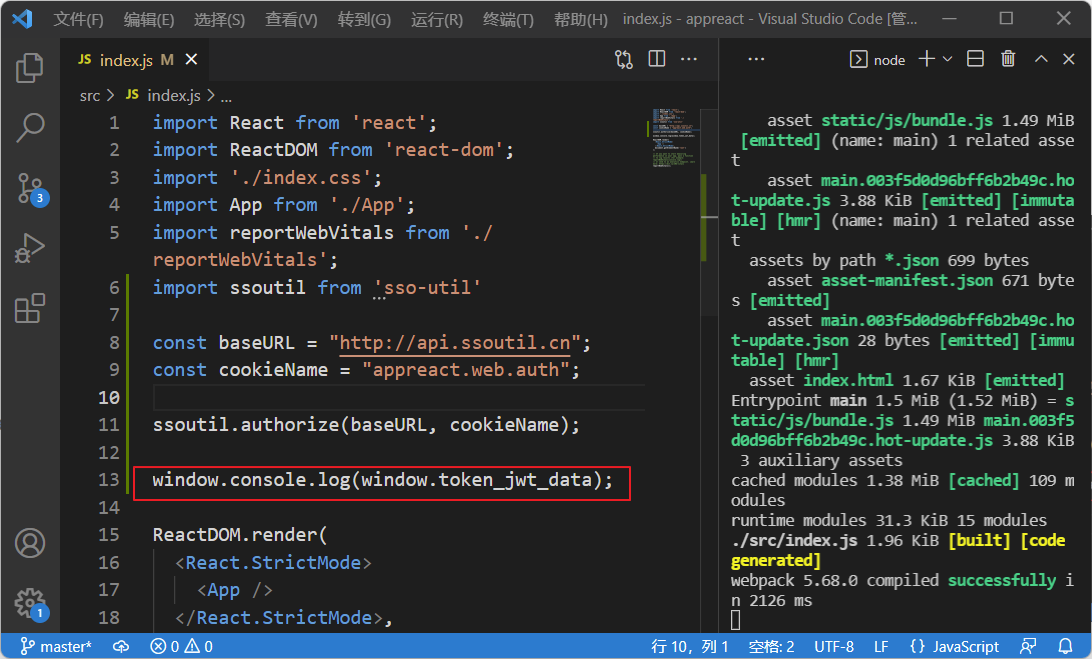 文件(F) 编辑(E) 选择(S) 查看(V) 转到(G) 运行(R) 终端(T) 帮助(H) index.js - appreact - Visual Studio Code [管...
JS index.js M
src > JS index.js > ...
1 import React from 'react';
2 import ReactDOM from 'react-dom';
3 import './index.css';
4 import App from './App';
5 import reportWebVitals from './
reportWebVitals';
6 import ssoutil from 'sso-util'
7
8 const baseURL = "http://api.ssoutil.cn";
9 const cookieName = "appreact.web.auth";
10
11 ssoutil.authorize(baseURL, cookieName);
12
13 window.console.log(window.token_jwt_data);
14
15 ReactDOM.render(
16 <React.StrictMode>
17 <App />
18 </React.StrictMode>,
3
1
node
asset static/js/bundle.js 1.49 MiB
[emitted] (name: main) 1 related asse
t
asset main.003f5d0d96bff6b2b49c.ho
t-update.js 3.88 KiB [emitted] [immuta
ble] [hmr] (name: main) 1 related asse
t
assets by path *.json 699 bytes
asset asset-manifest.json 671 byte
s [emitted]
asset main.003f5d0d96bff6b2b49c.ho
t-update.json 28 bytes [emitted] [immu
table] [hmr]
asset index.html 1.67 KiB [emitted]
Entrypoint main 1.5 MiB (1.52 MiB) = s
tatic/js/bundle.js 1.49 MiB main.003f5
d0d96bff6b2b49c.hot-update.js 3.88 KiB
3 auxiliary assets
cached modules 1.38 MiB [cached] 109 m
odules
runtime modules 31.3 KiB 15 modules
./src/index.js 1.96 KiB [built] [code
generated]
webpack 5.68.0 compiled successfully i
n 2126 ms
master* 0 0 行 10，列 1 空格: 2 UTF-8 LF {} JavaScript